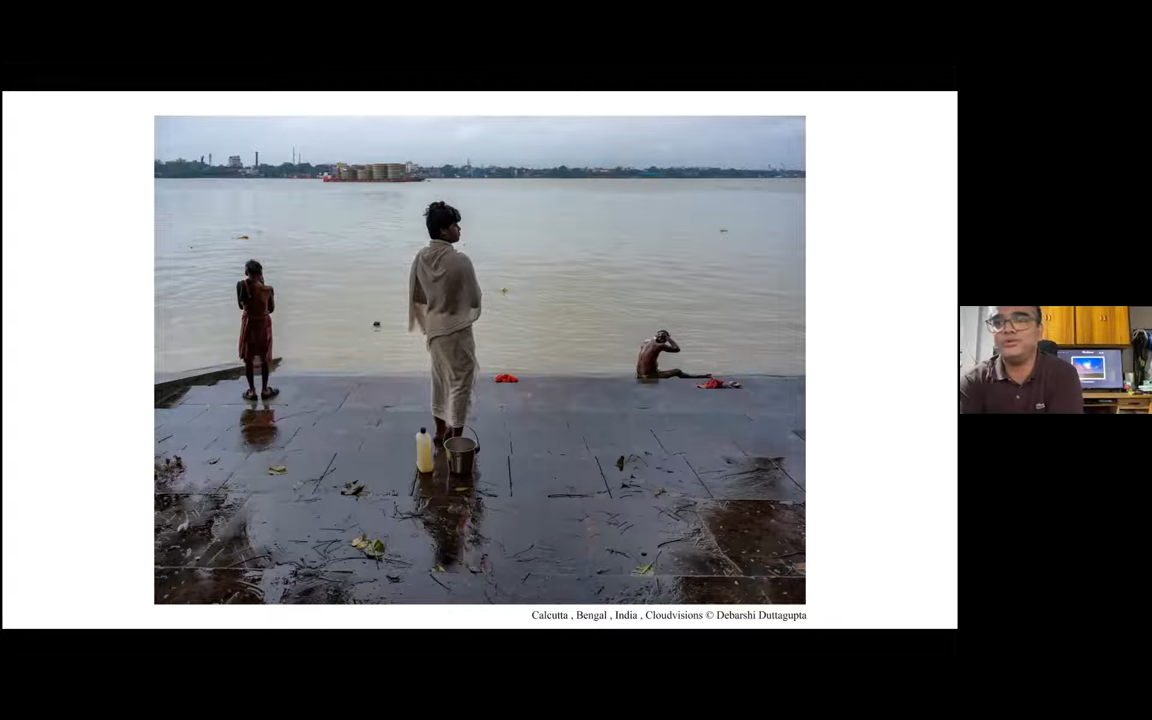 Calcutta , Bengal , India , Cloudvisions © Debarshi Duttagupta